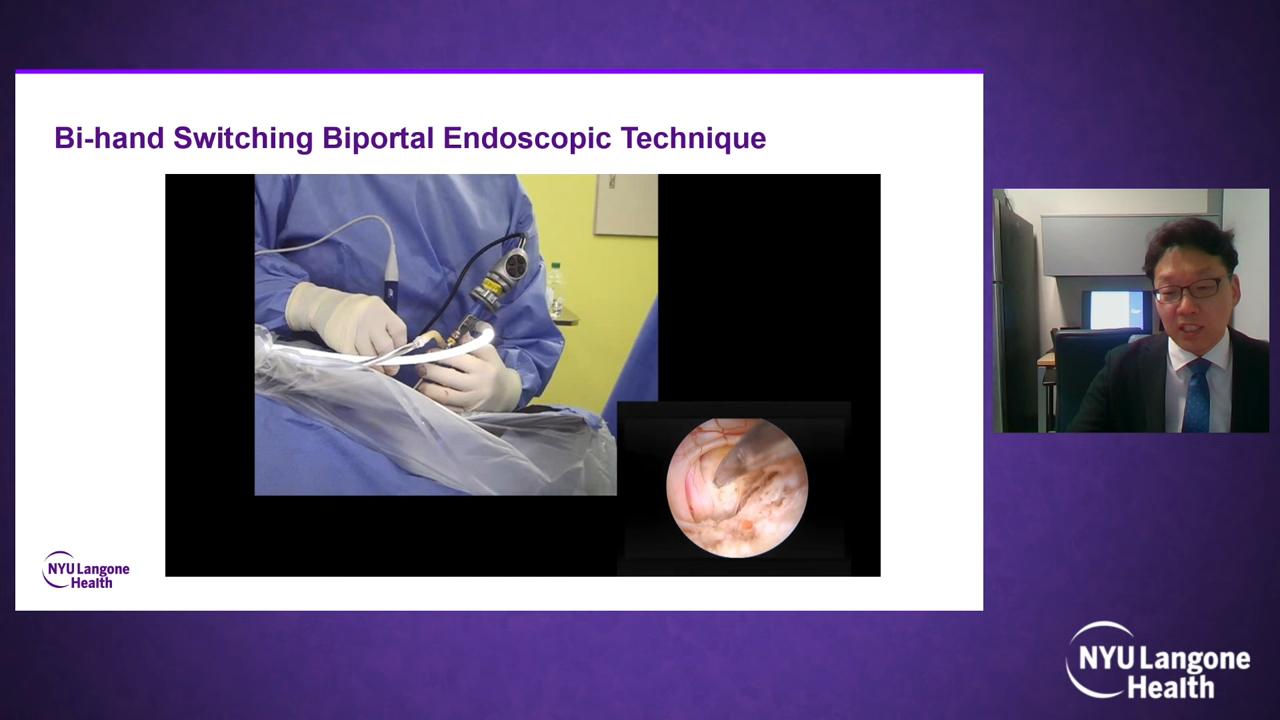 Bi-hand Switching Biportal Endoscopic Technique
NYU Langone
Health
NYU Langone
Health